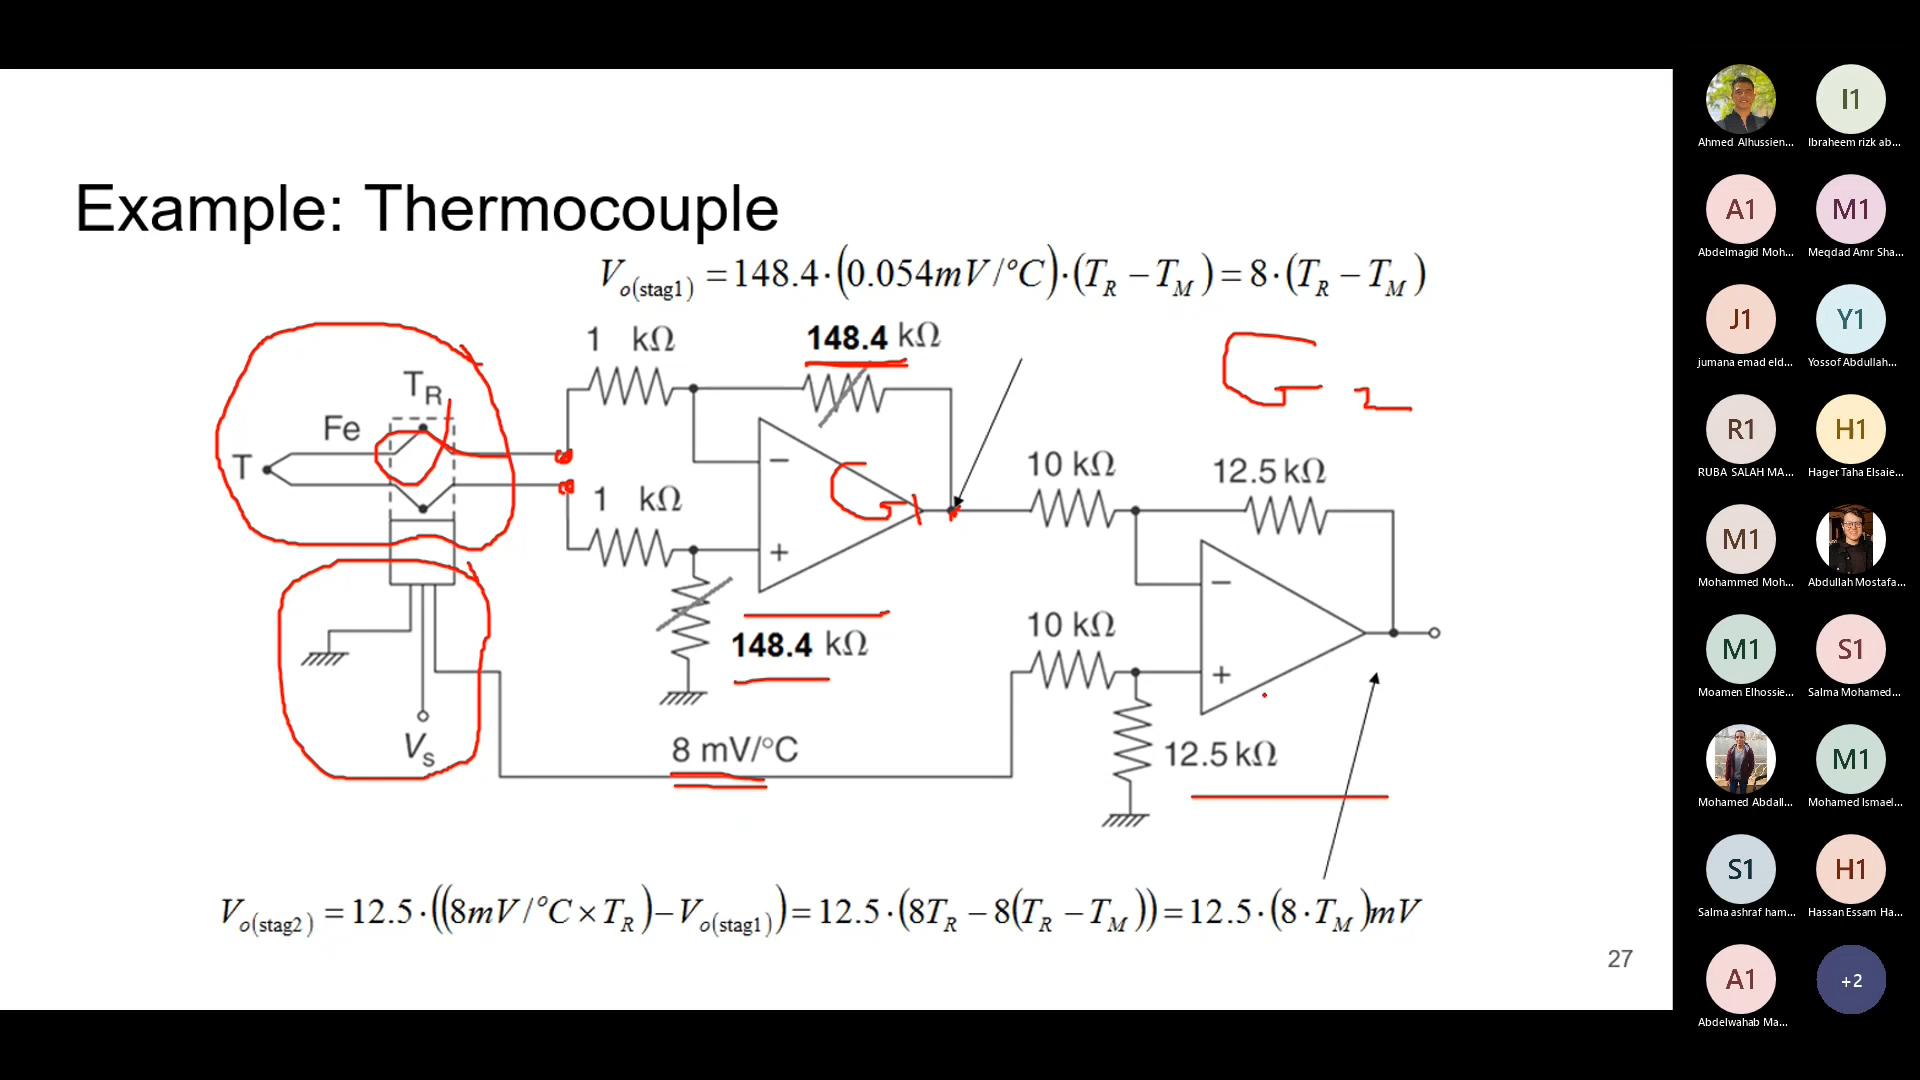 Example: Thermocouple
V_{o(stag1)} = 148.4 · (0.054mV/°C) · (T_R − T_M) = 8 · (T_R − T_M)
1 kΩ
148.4 kΩ
G 2
T_R
Fe
T
−
G 1
10 kΩ
12.5 kΩ
1 kΩ
+
−
148.4 kΩ
10 kΩ
+
V_s
8 mV/°C
12.5 kΩ
V_{o(stag2)} = 12.5 · ((8mV/°C × T_R) − V_{o(stag1)}) = 12.5 · (8T_R − 8(T_R − T_M)) = 12.5 · (8 · T_M)mV
27
Ahmed Alhussien...
I1
Ibraheem rizk ab...
A1
Abdelmagid Moh...
M1
Meqdad Amr Sha...
J1
jumana emad eld...
Y1
Yossof Abdullah...
R1
RUBA SALAH MA...
H1
Hager Taha Elsaie...
M1
Mohammed Moh...
Abdullah Mostafa...
M1
Moamen Elhossie...
S1
Salma Mohamed...
Mohamed Abdall...
M1
Mohamed Ismael...
S1
Salma ashraf ham...
H1
Hassan Essam Ha...
A1
Abdelwahab Ma...
+2